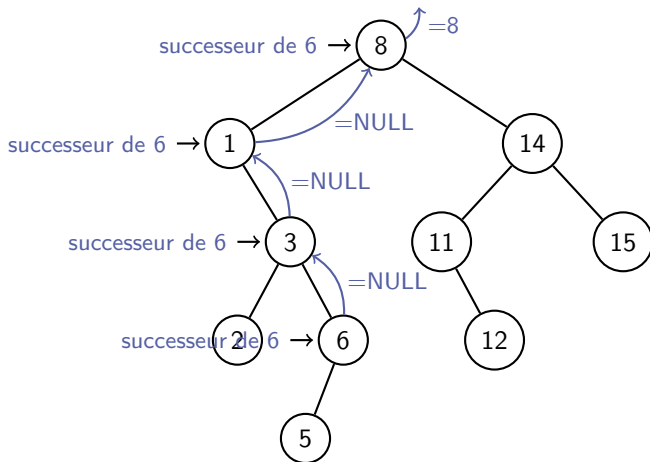 =8
successeur de 6 → 8
=NULL
successeur de 6 → 1
14
=NULL
successeur de 6 → 3
11
15
=NULL
2
successeur de 6 → 6
12
5